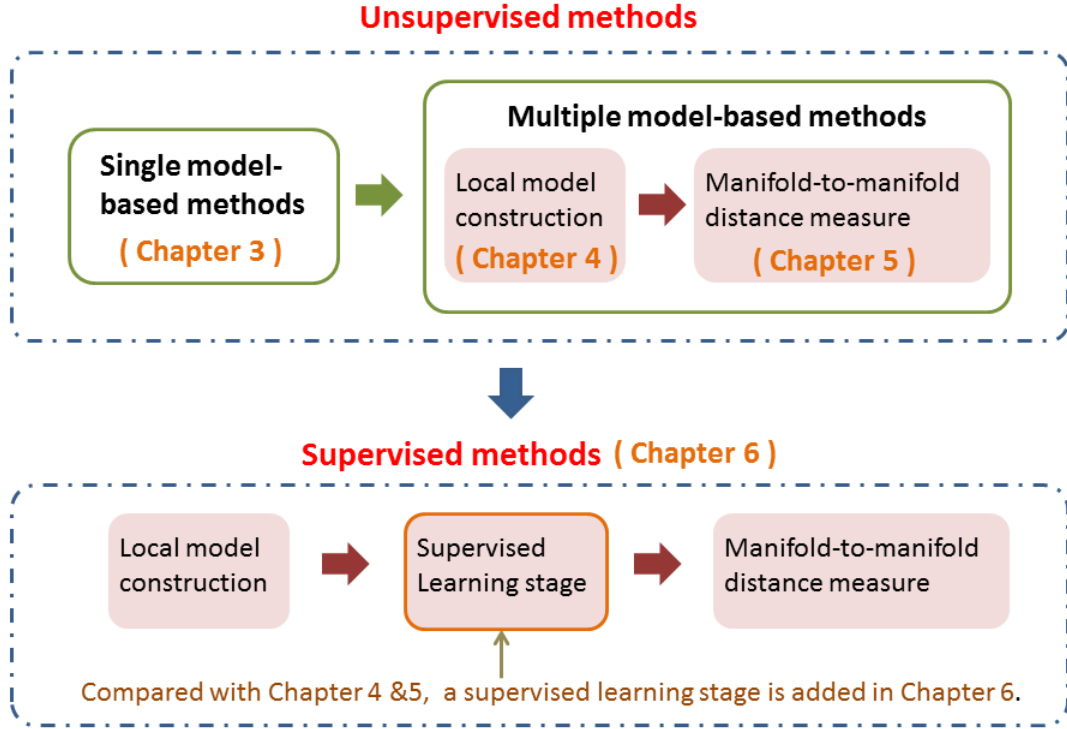 Unsupervised methods
Single model-
based methods
( Chapter 3 )
Multiple model-based methods
Local model
construction
( Chapter 4 )
Manifold-to-manifold
distance measure
( Chapter 5 )
Supervised methods ( Chapter 6 )
Local model
construction
Supervised
Learning stage
Manifold-to-manifold
distance measure
Compared with Chapter 4 &5, a supervised learning stage is added in Chapter 6.